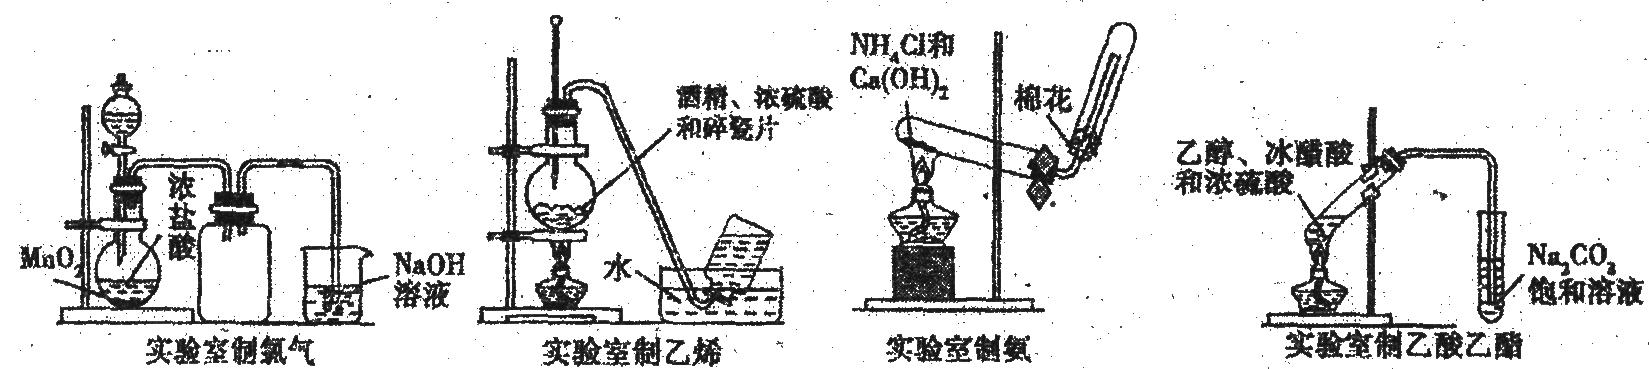 浓
盐
酸
MnO2
NaOH
溶液
实验室制氯气
酒精、浓硫酸
和碎瓷片
水
实验室制乙烯
NH4Cl和
Ca(OH)2
棉花
实验室制氨
乙醇、冰醋酸
和浓硫酸
Na2CO3
饱和溶液
实验室制乙酸乙酯